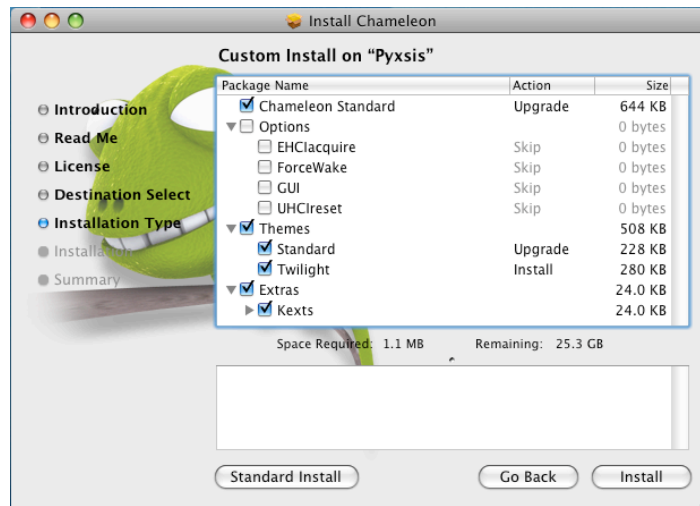 Install Chameleon
Custom Install on “Pyxsis”
Introduction
Read Me
License
Destination Select
Installation Type
Installation
Summary
Package Name Action Size
Chameleon Standard Upgrade 644 KB
Options 0 bytes
EHCIacquire Skip 0 bytes
ForceWake Skip 0 bytes
GUI Skip 0 bytes
UHCIreset Skip 0 bytes
Themes 508 KB
Standard Upgrade 228 KB
Twilight Install 280 KB
Extras 24.0 KB
Kexts 24.0 KB
Space Required: 1.1 MB Remaining: 25.3 GB
Standard Install Go Back Install